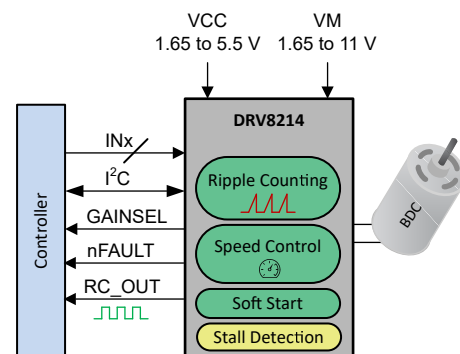 VCC
1.65 to 5.5 V
VM
1.65 to 11 V
DRV8214
Controller
INx
I²C
GAINSEL
nFAULT
RC_OUT
Ripple Counting
Speed Control
Soft Start
Stall Detection
BDC